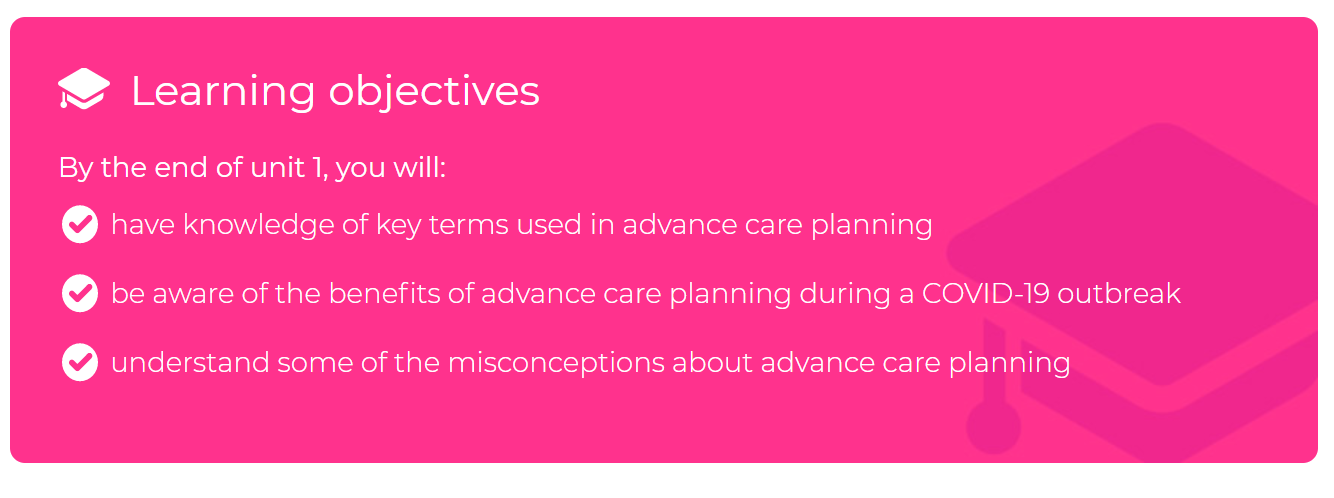 Learning objectives
By the end of unit 1, you will:
have knowledge of key terms used in advance care planning
be aware of the benefits of advance care planning during a COVID-19 outbreak
understand some of the misconceptions about advance care planning